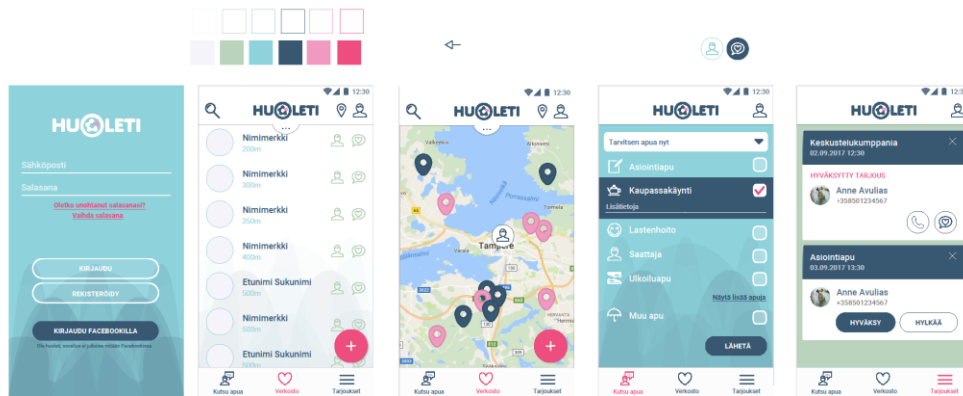 HUOLETI
Sähköposti
Salasana
Oletko unohtanut salasanasi?
Vaihda salasana
KIRJAUDU
REKISTERÖIDY
KIRJAUDU FACEBOOKILLA
12:30
HUOLETI
...
Nimimerkki
200m
Nimimerkki
300m
Nimimerkki
350m
Nimimerkki
400m
Etunimi Sukunimi
500m
Nimimerkki
500m
Etunimi Sukunimi
500m
+
Kutsu apua
Verkosto
Tarjoukset
12:30
HUOLETI
...
Tampere
+
Kutsu apua
Verkosto
Tarjoukset
12:30
HUOLETI
Tarvitsen apua nyt
Asiointiapu
Kaupassakäynti
Lisätietoja
Lastenhoito
Saattaja
Ulkoiluapu
Näytä lisää apuja
Muu apu
LÄHETÄ
Kutsu apua
Verkosto
Tarjoukset
HUOLETI
Keskustelukumppania
02.09.2017 12:30
HYVÄKSYTTY TARJOUS
Anne Avulias
+358501234567
Asiointiapu
03.09.2017 13:30
Anne Avulias
+358501234567
HYVÄKSY
HYLKÄÄ
Kutsu apua
Verkosto
Tarjoukset